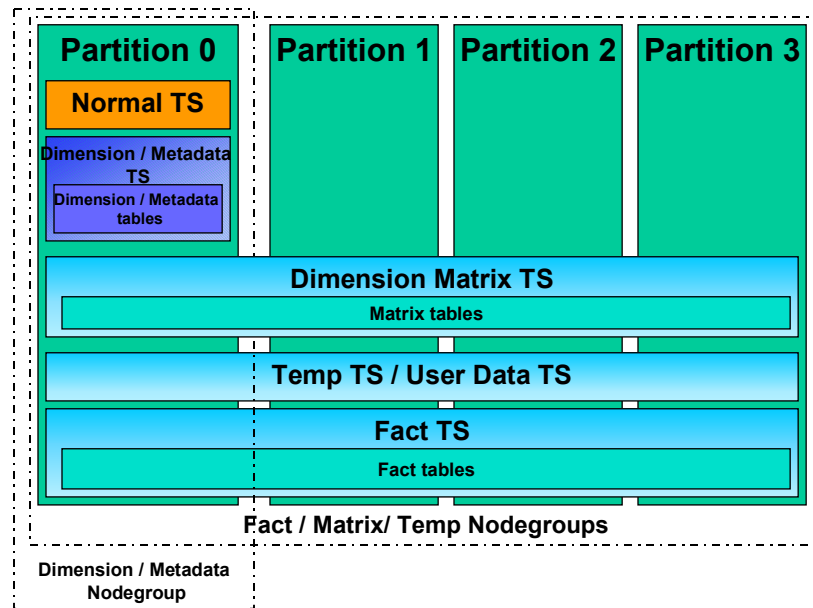 Partition 0
Partition 1
Partition 2
Partition 3
Normal TS
Dimension / Metadata
TS
Dimension / Metadata
tables
Dimension Matrix TS
Matrix tables
Temp TS / User Data TS
Fact TS
Fact tables
Fact / Matrix/ Temp Nodegroups
Dimension / Metadata
Nodegroup